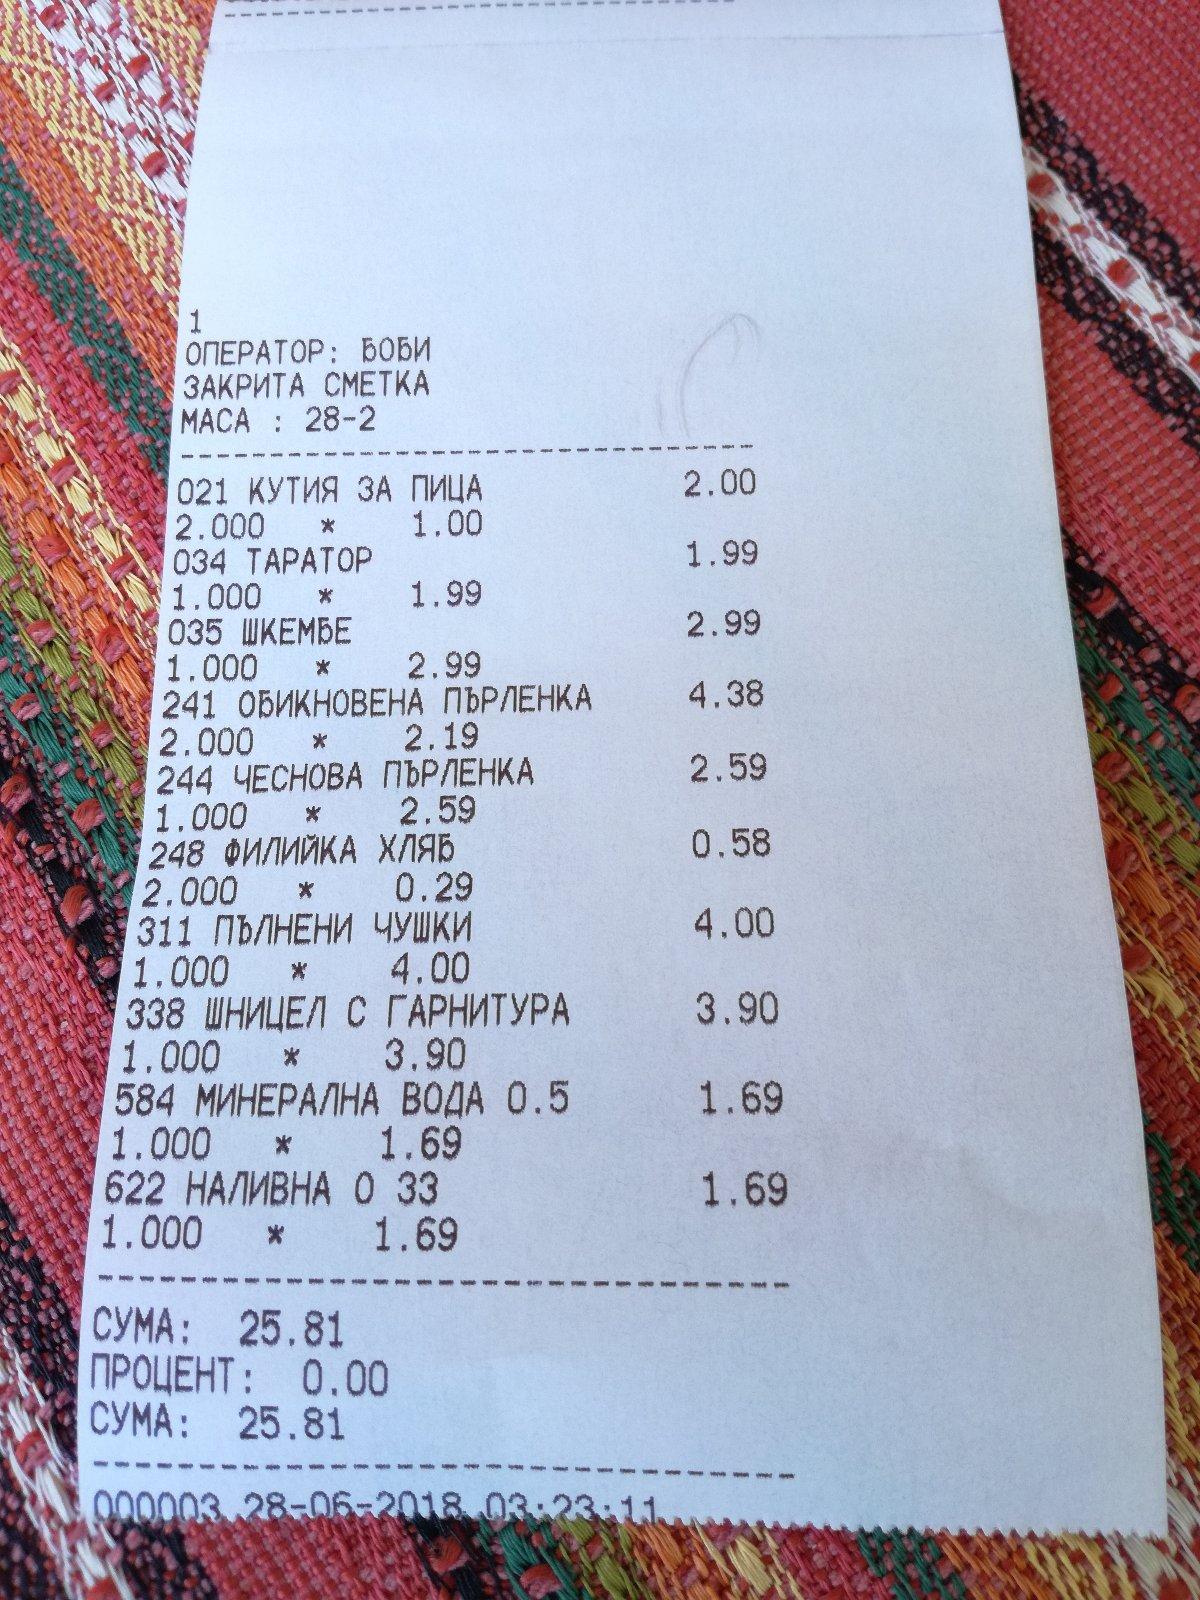 1
ОПЕРАТОР: БОБИ
ЗАКРИТА СМЕТКА
МАСА : 28-2
021 КУТИЯ ЗА ПИЦА 2.00
2.000 * 1.00
034 ТАРАТОР 1.99
1.000 * 1.99
035 ШКЕМБЕ 2.99
1.000 * 2.99
241 ОБИКНОВЕНА ПЪРЛЕНКА 4.38
2.000 * 2.19
244 ЧЕСНОВА ПЪРЛЕНКА 2.59
1.000 * 2.59
248 ФИЛИЙКА ХЛЯБ 0.58
2.000 * 0.29
311 ПЪЛНЕНИ ЧУШКИ 4.00
1.000 * 4.00
338 ШНИЦЕЛ С ГАРНИТУРА 3.90
1.000 * 3.90
584 МИНЕРАЛНА ВОДА 0.5 1.69
1.000 * 1.69
622 НАЛИВНА 0 33 1.69
1.000 * 1.69
СУМА: 25.81
ПРОЦЕНТ: 0.00
СУМА: 25.81
000003 28-06-2018 03:23:11